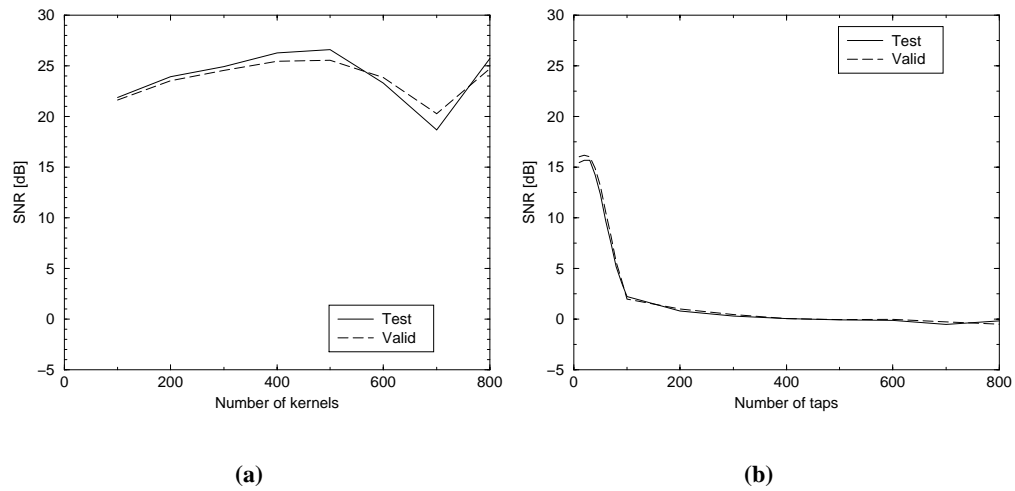 30
25
20
15
10
5
0
−5
SNR [dB]
0 200 400 600 800
Number of kernels
Test
Valid
(a)
30
25
20
15
10
5
0
−5
SNR [dB]
0 200 400 600 800
Number of taps
Test
Valid
(b)